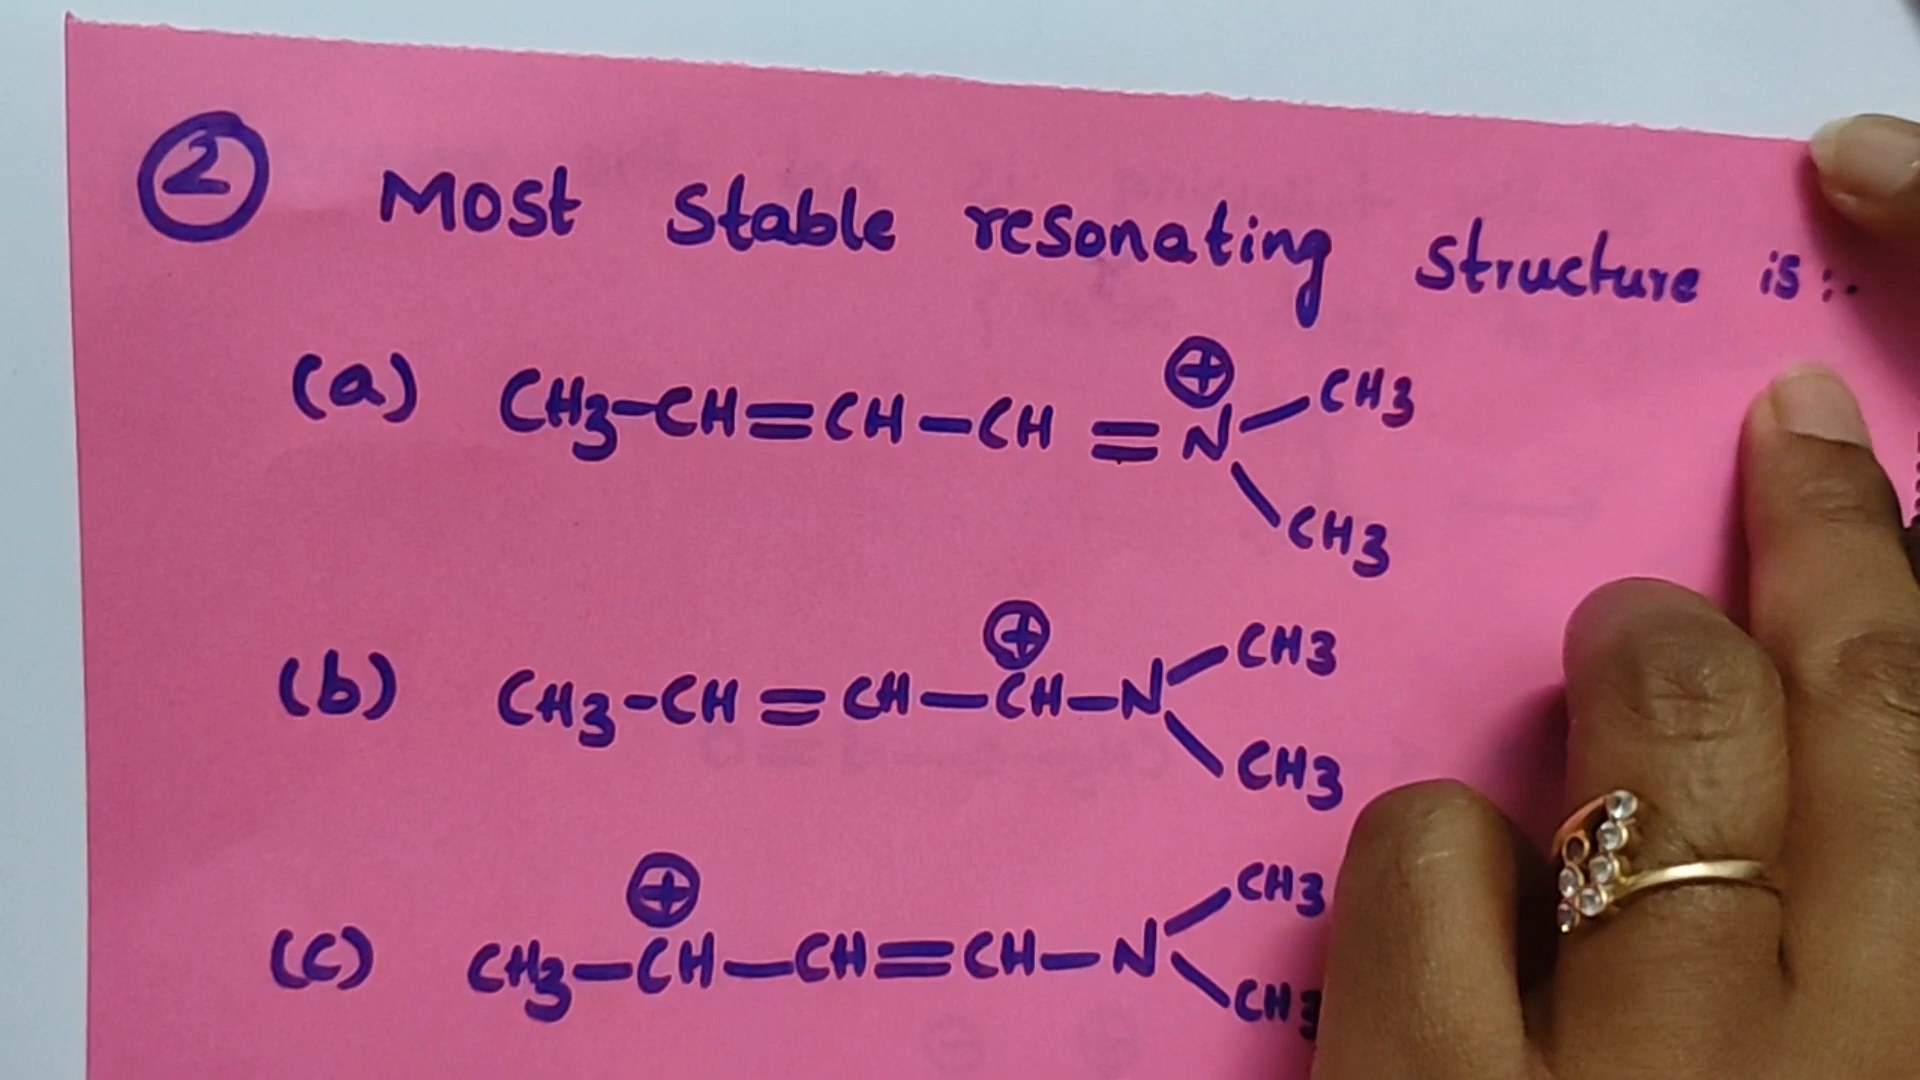 ② Most stable resonating structure is:-
(a) CH3-CH=CH-CH=N⊕
CH3
CH3
(b) CH3-CH=CH-CH⊕-N
CH3
CH3
(c) CH3-CH⊕-CH=CH-N
CH3
CH3